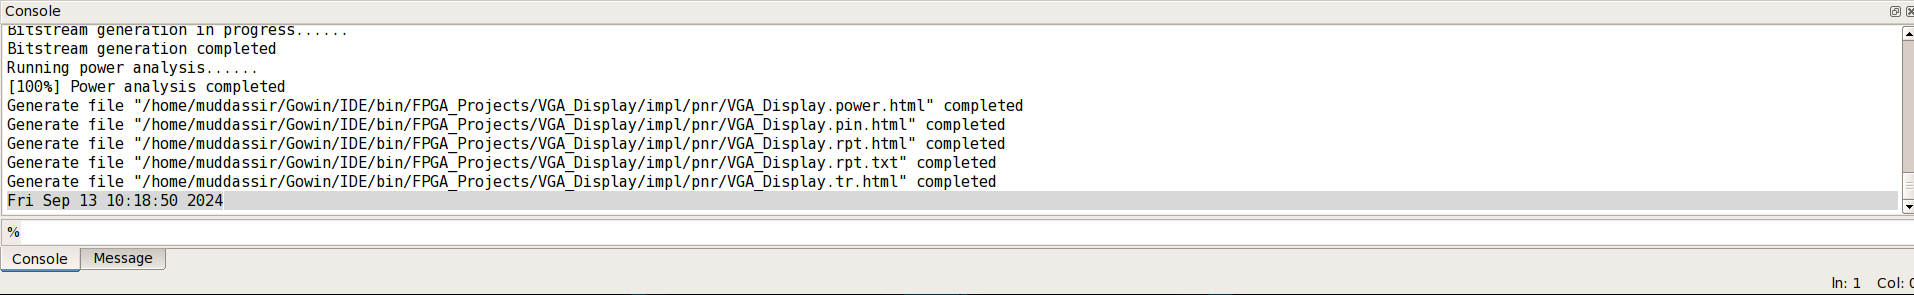 Console
Bitstream generation in progress......
Bitstream generation completed
Running power analysis......
[100%] Power analysis completed
Generate file "/home/muddassir/Gowin/IDE/bin/FPGA_Projects/VGA_Display/impl/pnr/VGA_Display.power.html" completed
Generate file "/home/muddassir/Gowin/IDE/bin/FPGA_Projects/VGA_Display/impl/pnr/VGA_Display.pin.html" completed
Generate file "/home/muddassir/Gowin/IDE/bin/FPGA_Projects/VGA_Display/impl/pnr/VGA_Display.rpt.html" completed
Generate file "/home/muddassir/Gowin/IDE/bin/FPGA_Projects/VGA_Display/impl/pnr/VGA_Display.rpt.txt" completed
Generate file "/home/muddassir/Gowin/IDE/bin/FPGA_Projects/VGA_Display/impl/pnr/VGA_Display.tr.html" completed
Fri Sep 13 10:18:50 2024
%
Console Message
ln: 1 Col: 0